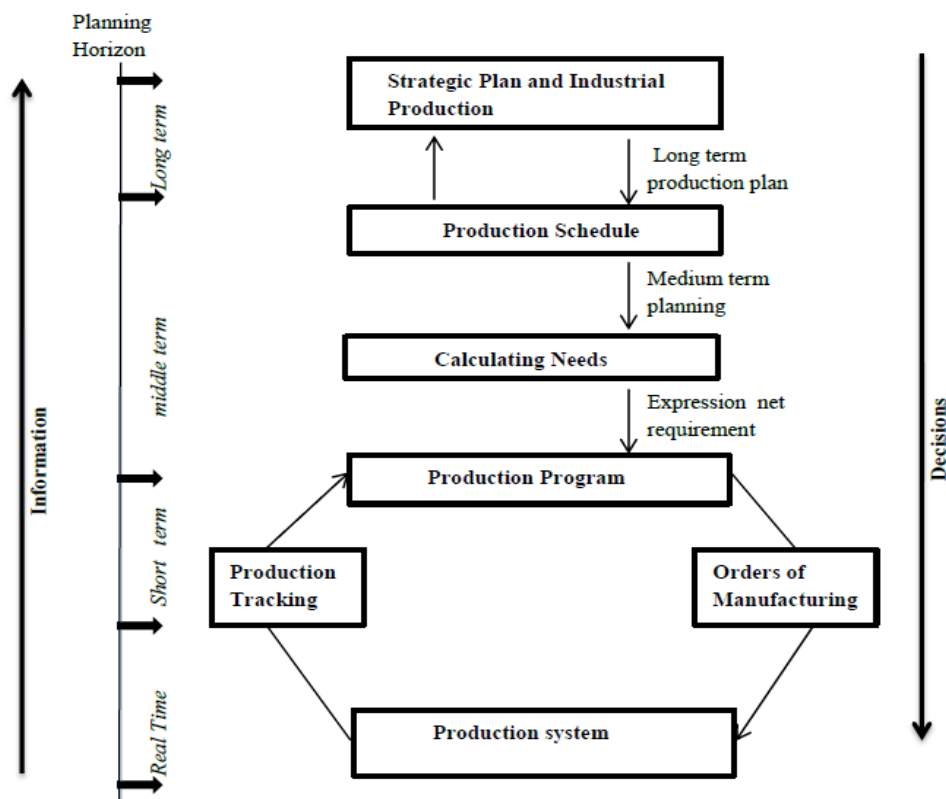 Planning
Horizon
Strategic Plan and Industrial
Production
Long term
Long term
production plan
Production Schedule
Medium term
planning
middle term
Calculating Needs
Expression net
requirement
Information
Decisions
Production Program
Short term
Production
Tracking
Orders of
Manufacturing
Real Time
Production system